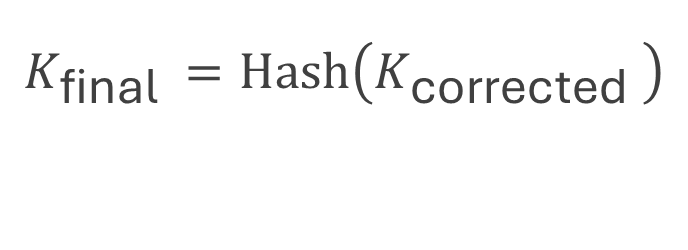 K_final = Hash(K_corrected)